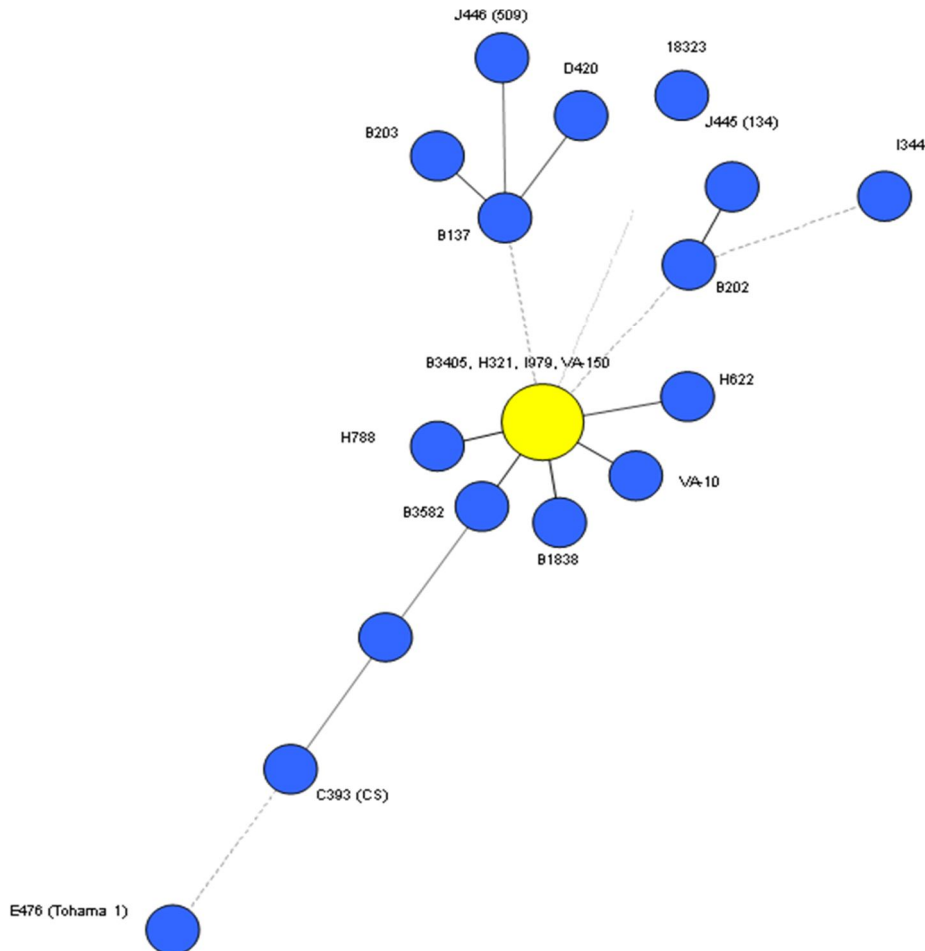 J446 (509)
18323
D420
J445 (134)
B203
I344
B137
B202
B3405, H321, I979, VA-150
H622
H788
VA-10
B3582
B1838
C393 (CS)
E476 (Tohama 1)